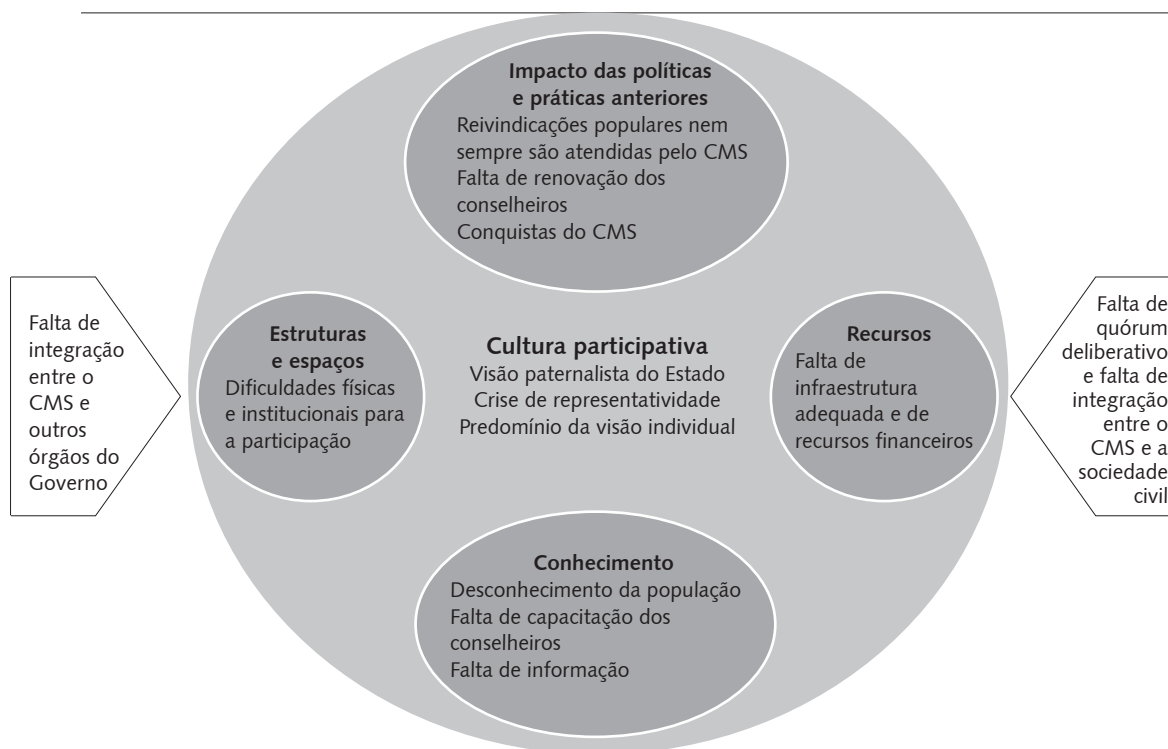 Impacto das políticas
e práticas anteriores
Reivindicações populares nem
sempre são atendidas pelo CMS
Falta de renovação dos
conselheiros
Conquistas do CMS
Falta de
integração
entre o
CMS e
outros
órgãos do
Governo
Estruturas
e espaços
Dificuldades físicas
e institucionais para
a participação
Cultura participativa
Visão paternalista do Estado
Crise de representatividade
Predomínio da visão individual
Recursos
Falta de
infraestrutura
adequada e de
recursos financeiros
Falta de
quórum
deliberativo
e falta de
integração
entre o
CMS e a
sociedade
civil
Conhecimento
Desconhecimento da população
Falta de capacitação dos
conselheiros
Falta de informação